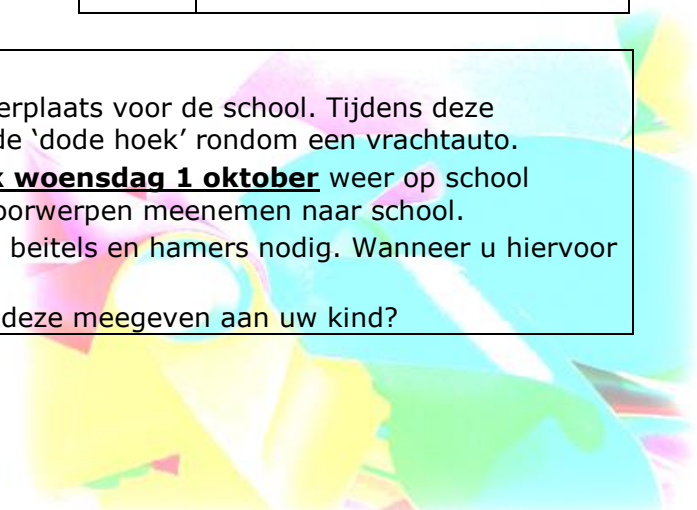 erplaats voor de school. Tijdens deze
de ‘dode hoek’ rondom een vrachtauto.
k woensdag 1 oktober weer op school
oorwerpen meenemen naar school.
beitels en hamers nodig. Wanneer u hiervoor
deze meegeven aan uw kind?